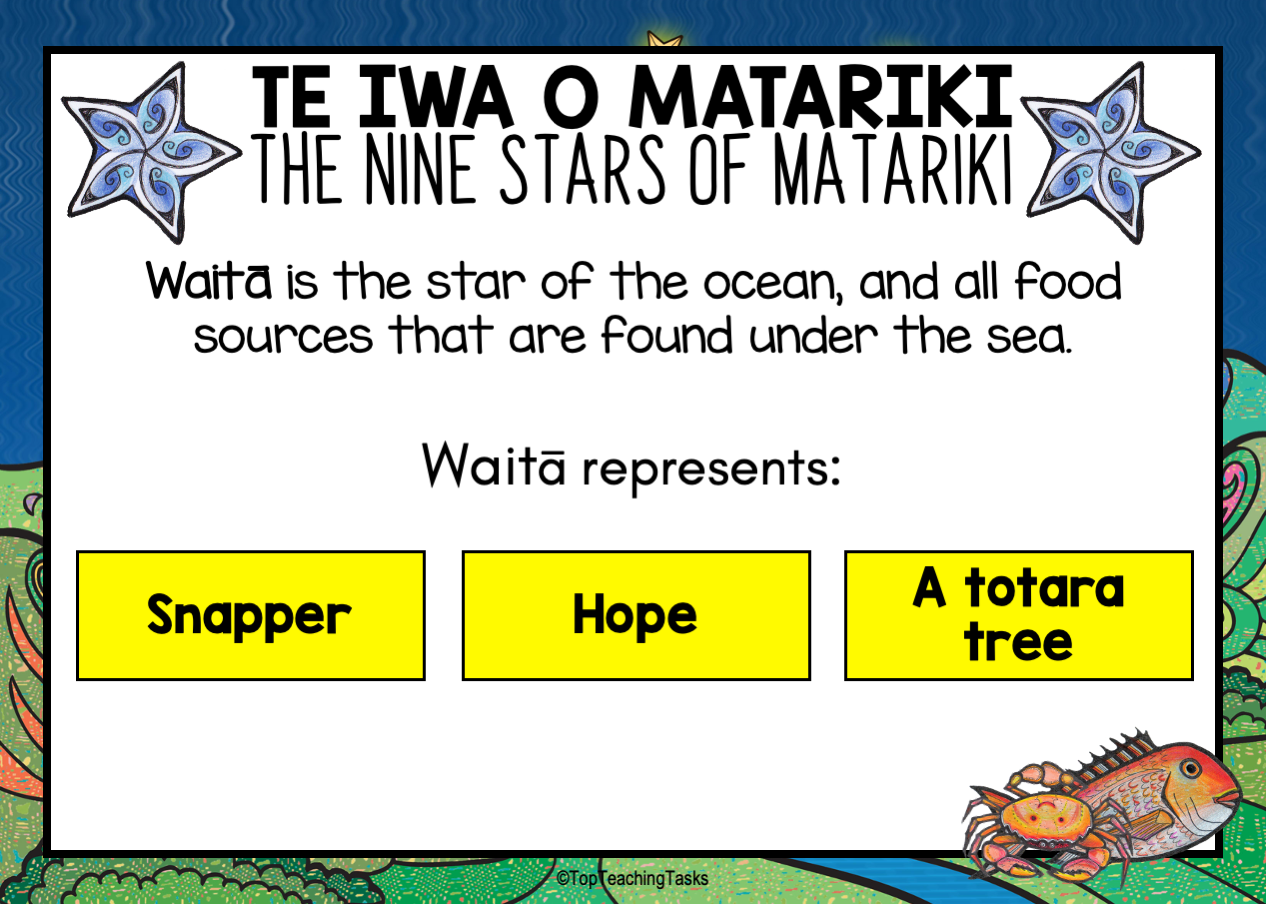 TE IWA O MATARIKI
THE NINE STARS OF MATARIKI
Waitā is the star of the ocean, and all food
sources that are found under the sea.
Waitā represents:
Snapper
Hope
A totara
tree
©TopTeachingTasks